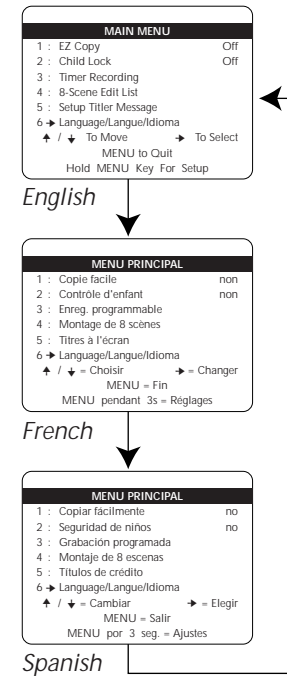 MAIN MENU
1 : EZ Copy Off
2 : Child Lock Off
3 : Timer Recording
4 : 8-Scene Edit List
5 : Setup Titler Message
6 → Language/Langue/Idioma
↑ / ↓ To Move → To Select
MENU to Quit
Hold MENU Key For Setup
English
MENU PRINCIPAL
1 : Copie facile non
2 : Contrôle d'enfant non
3 : Enreg. programmable
4 : Montage de 8 scènes
5 : Titres à l'écran
6 → Language/Langue/Idioma
↑ / ↓ = Choisir → = Changer
MENU = Fin
MENU pendant 3s = Réglages
French
MENU PRINCIPAL
1 : Copiar fácilmente no
2 : Seguridad de niños no
3 : Grabación programada
4 : Montaje de 8 escenas
5 : Títulos de crédito
6 → Language/Langue/Idioma
↑ / ↓ = Cambiar → = Elegir
MENU = Salir
MENU por 3 seg. = Ajustes
Spanish